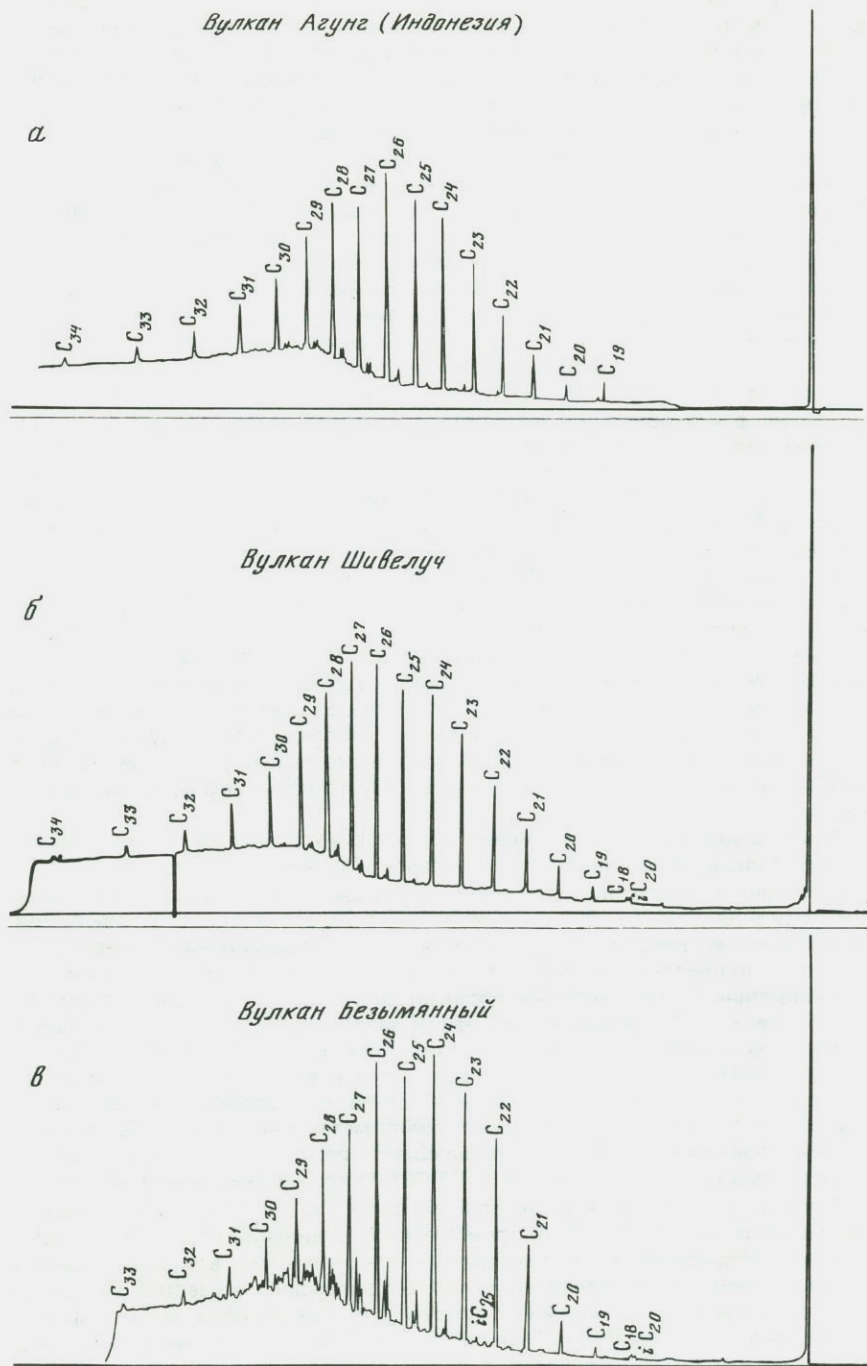 Вулкан Агунг (Индонезия)
а
C34 C33 C32 C31 C30 C29 C28 C27 C26 C25 C24 C23 C22 C21 C20 C19
Вулкан Шивелуч
б
C34 C33 C32 C31 C30 C29 C28 C27 C26 C25 C24 C23 C22 C21 C20 C19 C18 iC20
Вулкан Безымянный
в
C33 C32 C31 C30 C29 C28 C27 C26 C25 C24 iC25 C23 C22 C21 C20 C19 C18 iC20